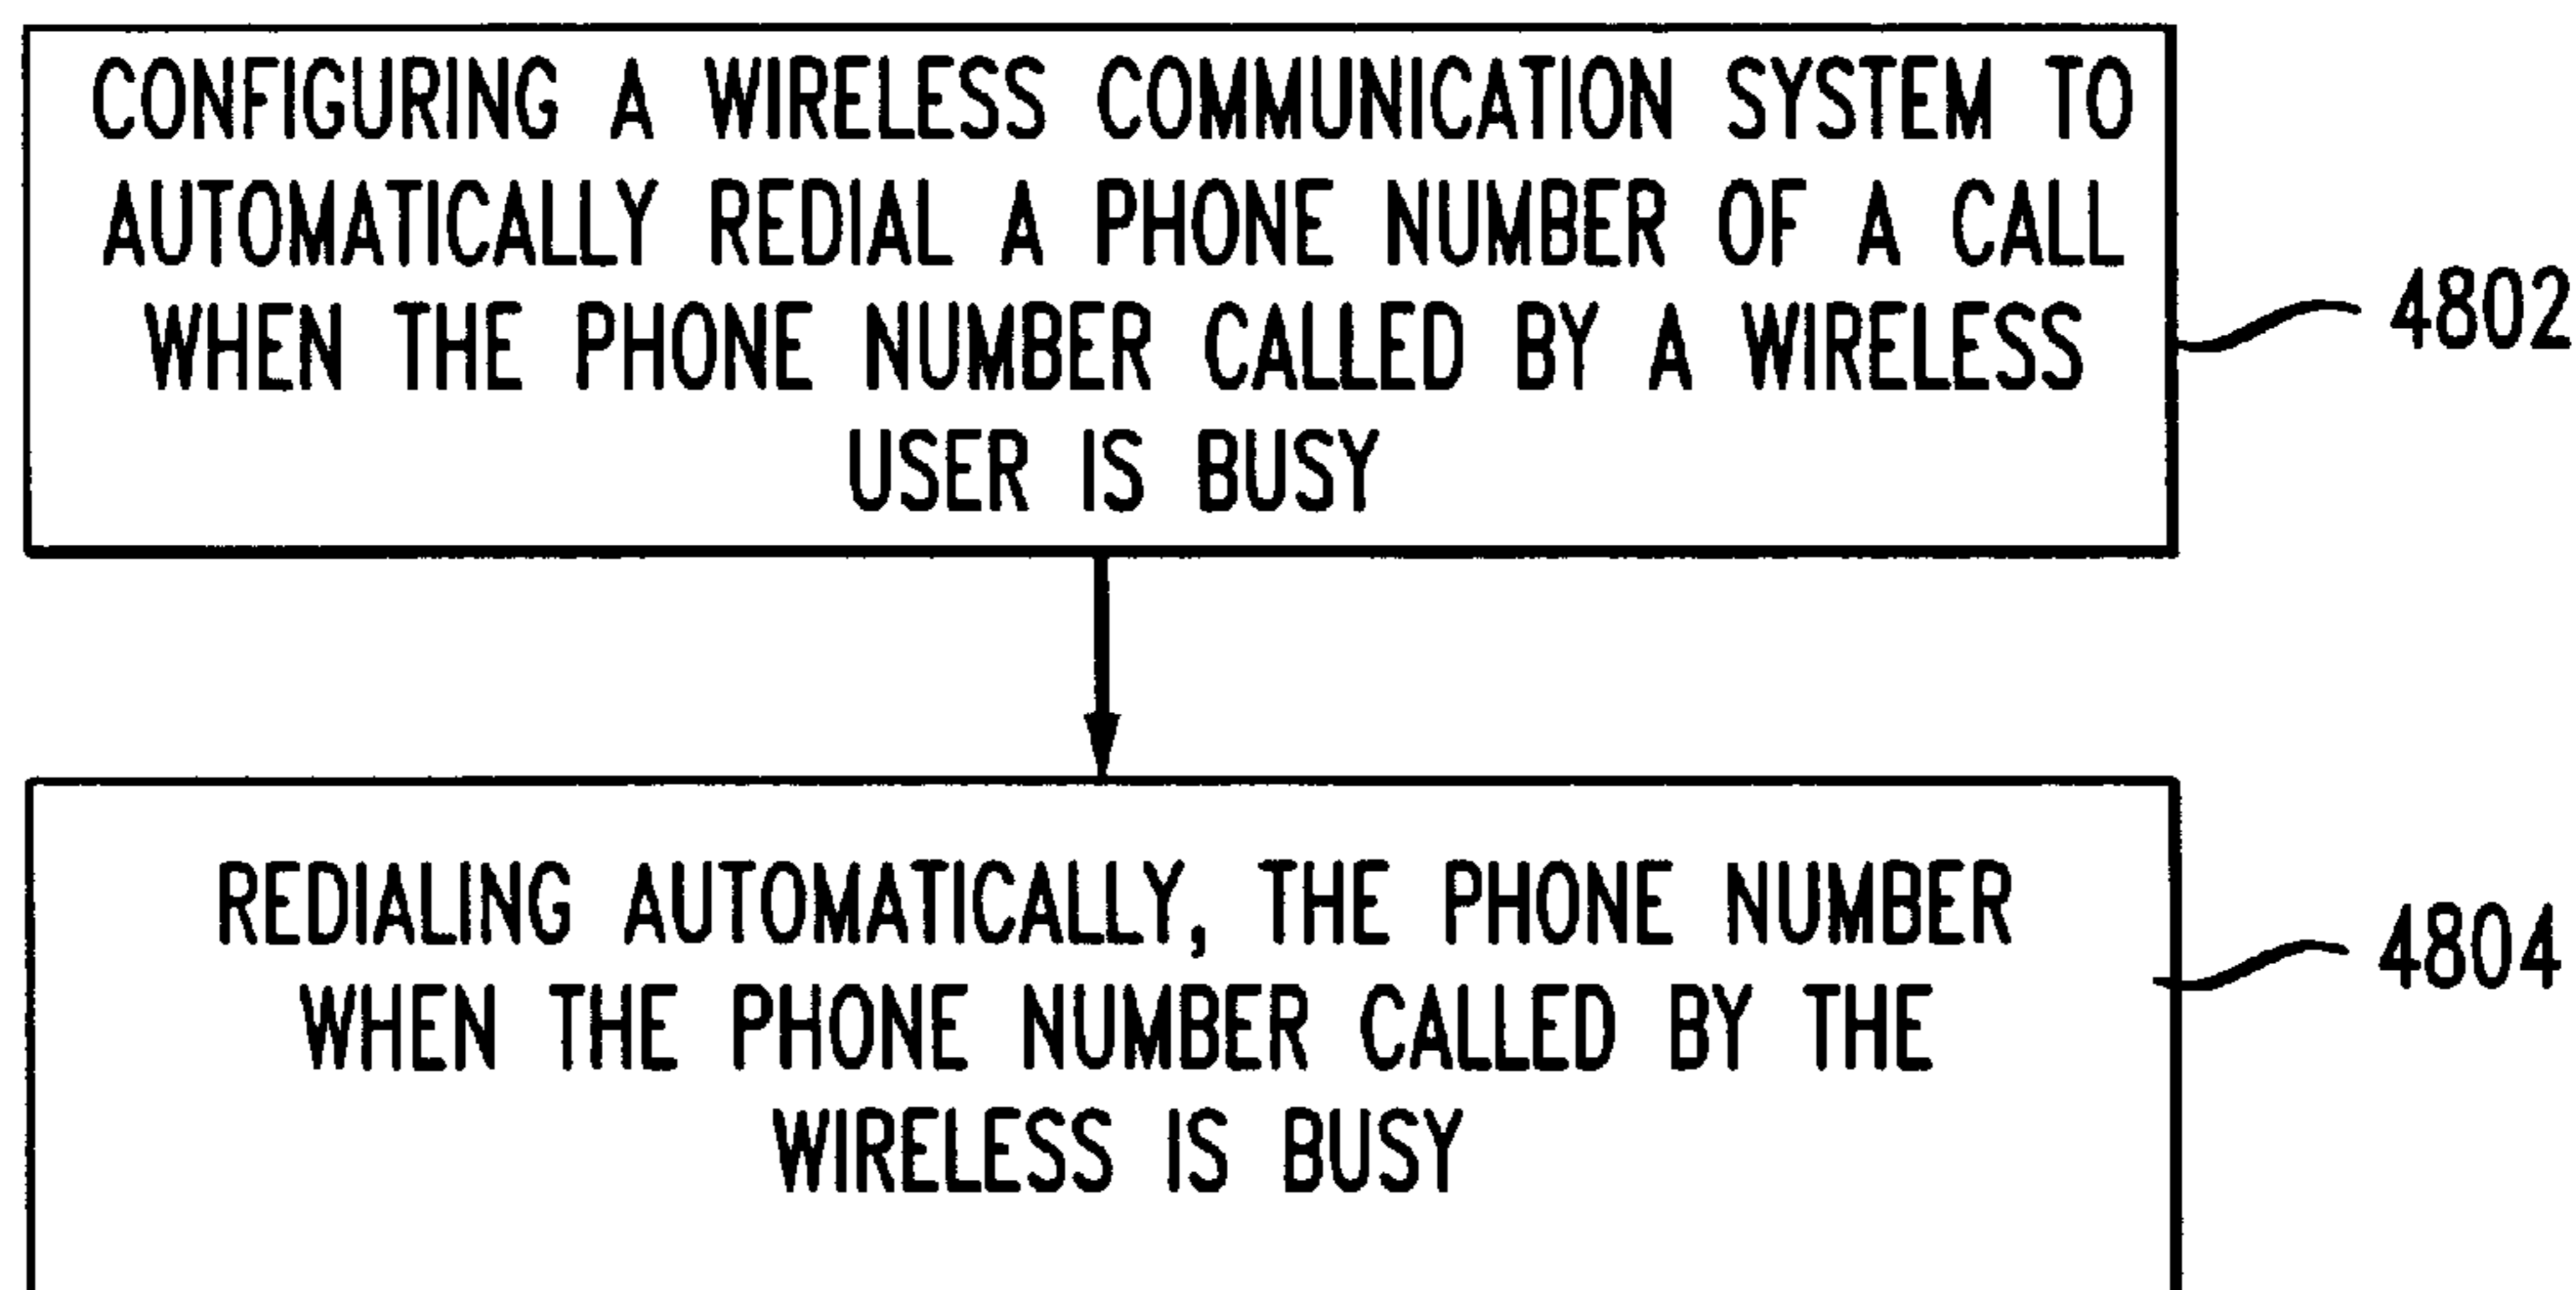 CONFIGURING A WIRELESS COMMUNICATION SYSTEM TO
AUTOMATICALLY REDIAL A PHONE NUMBER OF A CALL
WHEN THE PHONE NUMBER CALLED BY A WIRELESS
USER IS BUSY
4802
REDIALING AUTOMATICALLY, THE PHONE NUMBER
WHEN THE PHONE NUMBER CALLED BY THE
WIRELESS IS BUSY
4804